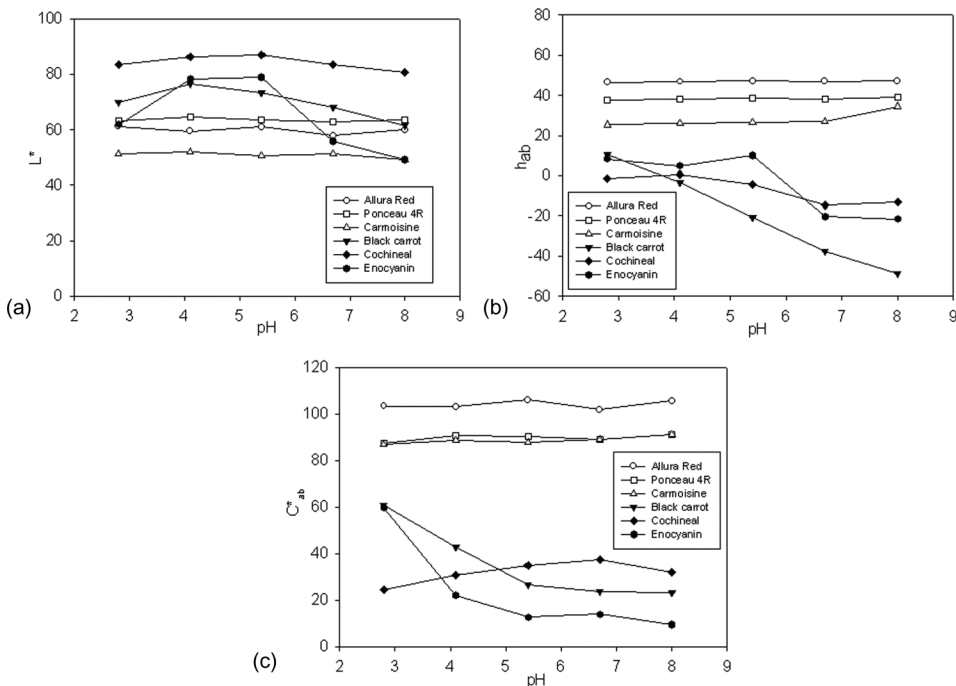 (a)
100
80
60
40
20
0
L*
2 3 4 5 6 7 8 9
pH
Allura Red
Ponceau 4R
Carmoisine
Black carrot
Cochineal
Enocyanin
(b)
80
60
40
20
0
-20
-40
-60
hab
2 3 4 5 6 7 8 9
pH
Allura Red
Ponceau 4R
Carmoisine
Black carrot
Cochineal
Enocyanin
(c)
120
100
80
60
40
20
0
C*ab
2 3 4 5 6 7 8 9
pH
Allura Red
Ponceau 4R
Carmoisine
Black carrot
Cochineal
Enocyanin